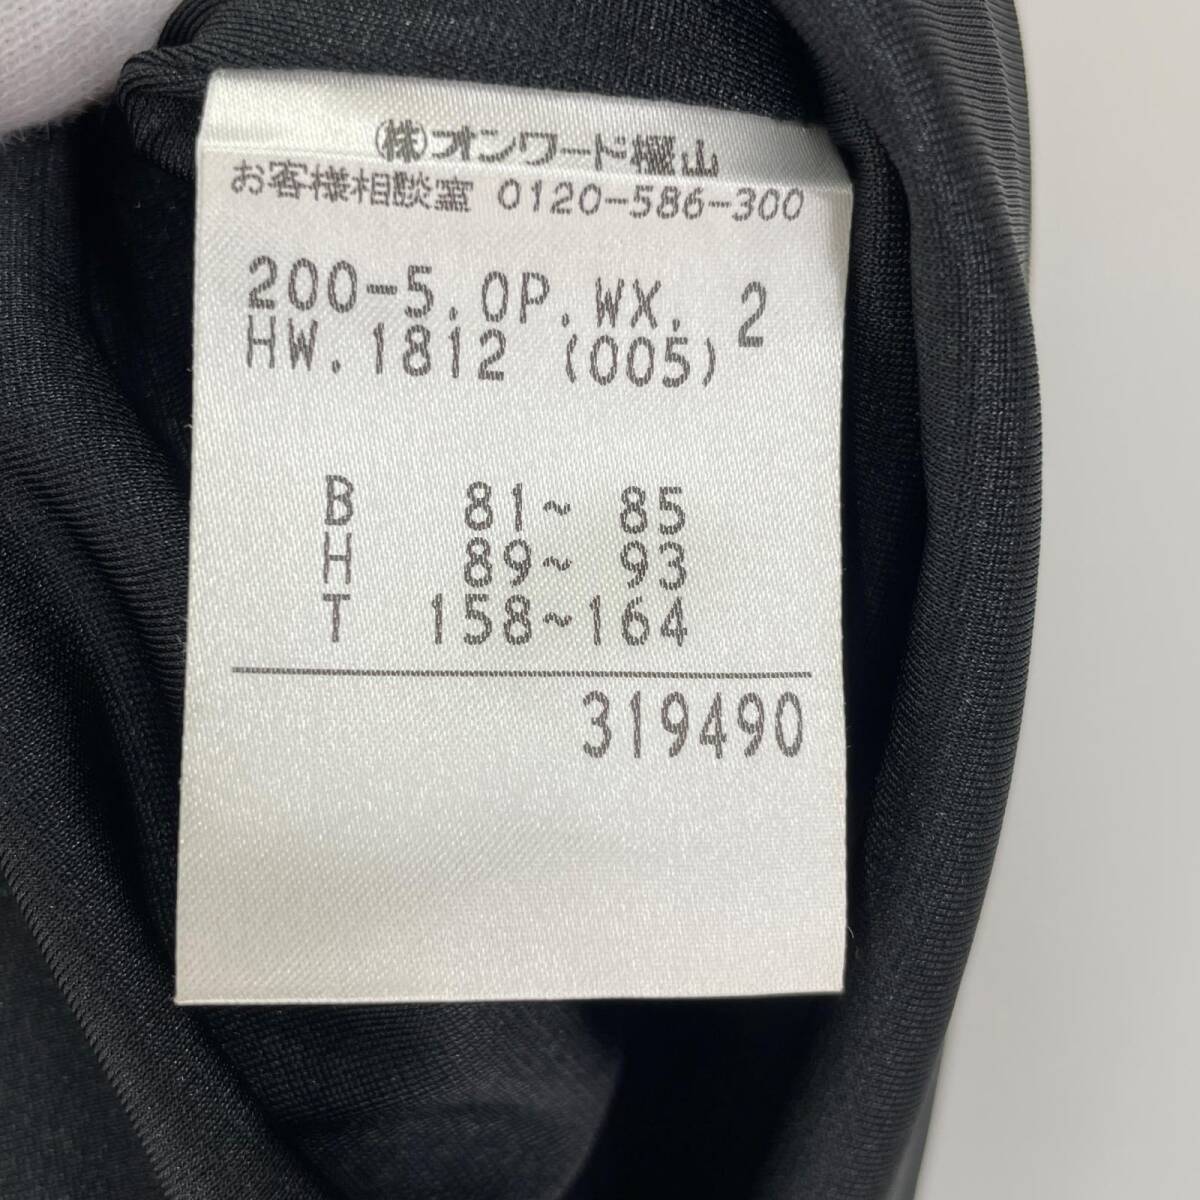 (株)オンワード樫山
お客様相談室 0120-586-300
200-5.OP.WX. 2
HW.1812 (005)
B 81~ 85
H 89~ 93
T 158~164
319490